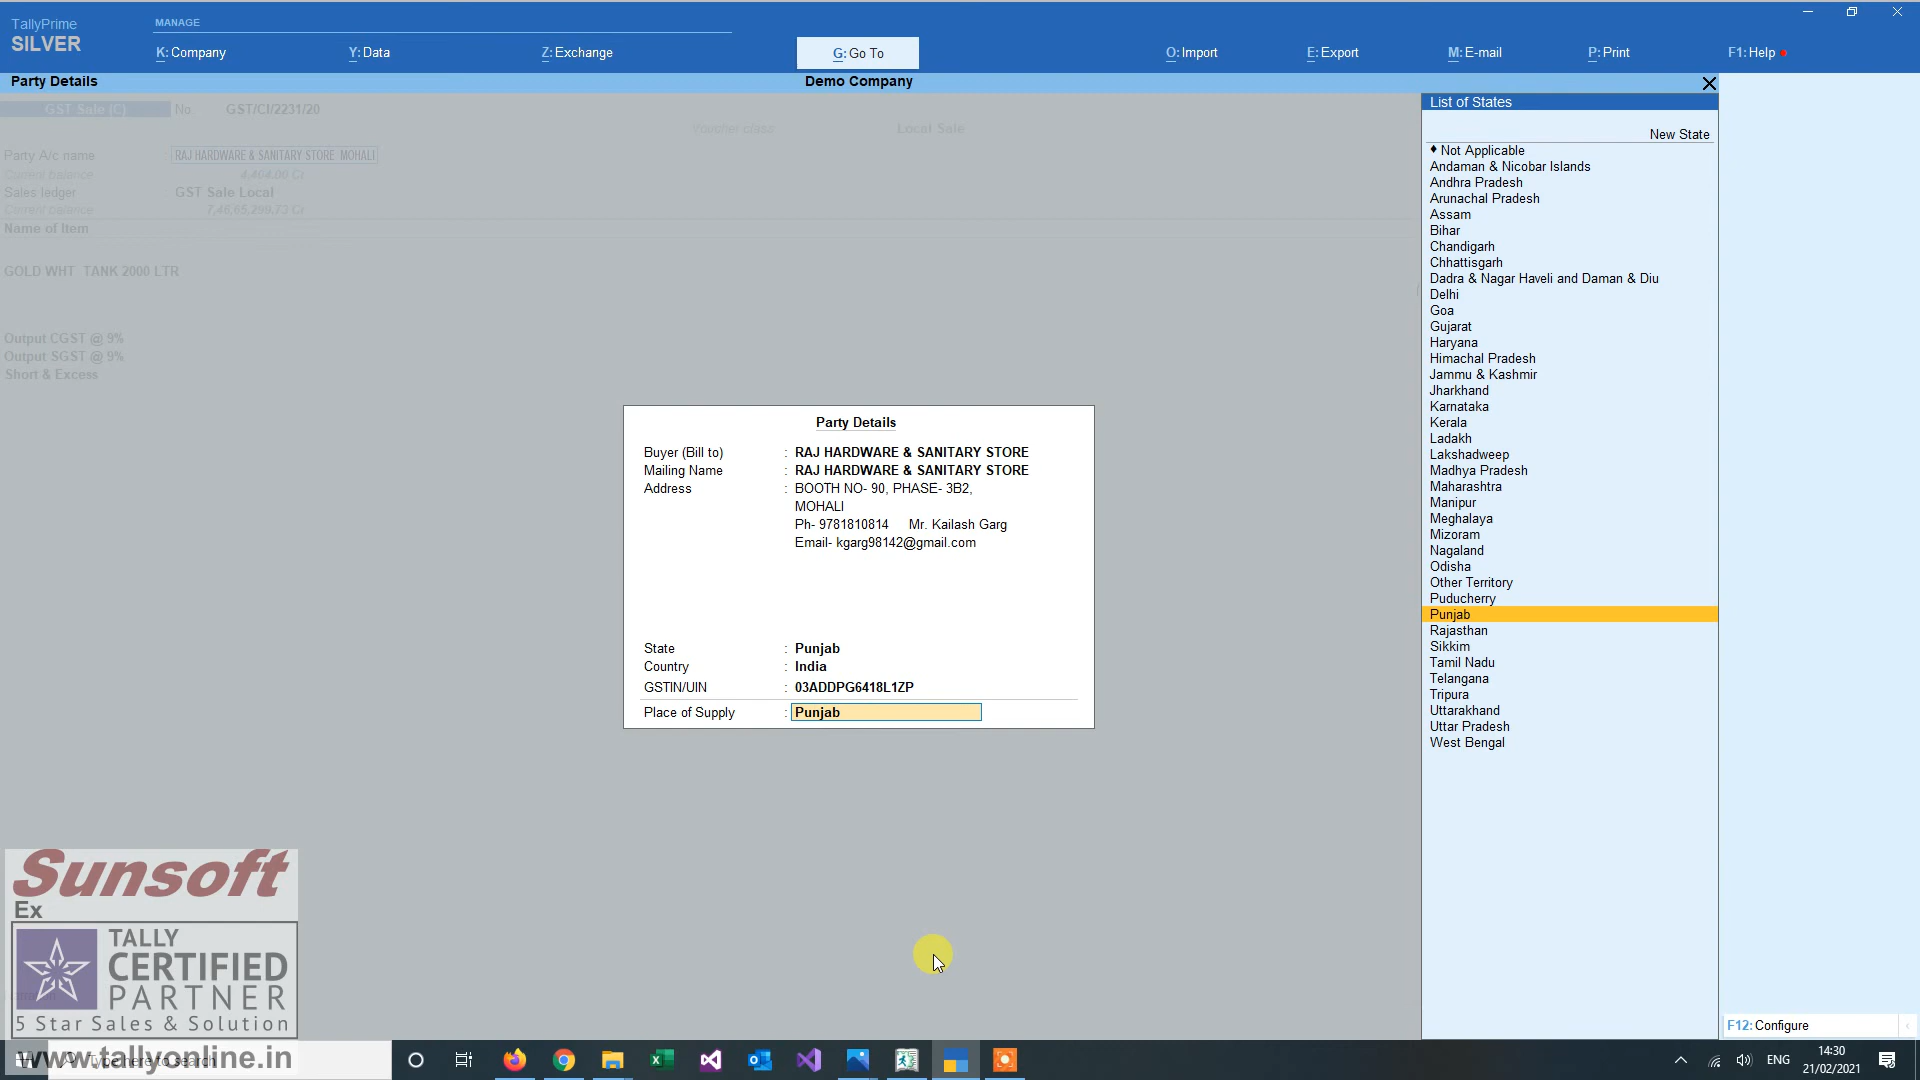 TallyPrime
SILVER
MANAGE
K: Company
Y: Data
Z: Exchange
G: Go To
O: Import
E: Export
M: E-mail
P: Print
F1: Help
Party Details
Demo Company
GST Sale (C)
No.
GST/CI/2231/20
Voucher class
Local Sale
Party A/c name : RAJ HARDWARE & SANITARY STORE MOHALI
Current balance 4,404.00 Cr
Sales ledger : GST Sale Local
Current balance 7,46,65,299.73 Cr
Name of Item
GOLD WHT TANK 2000 LTR
Output CGST @ 9%
Output SGST @ 9%
Short & Excess
Party Details
Buyer (Bill to) : RAJ HARDWARE & SANITARY STORE
Mailing Name : RAJ HARDWARE & SANITARY STORE
Address : BOOTH NO- 90, PHASE- 3B2,
MOHALI
Ph- 9781810814 Mr. Kailash Garg
Email- kgarg98142@gmail.com
State : Punjab
Country : India
GSTIN/UIN : 03ADDPG6418L1ZP
Place of Supply : Punjab
List of States
New State
♦ Not Applicable
Andaman & Nicobar Islands
Andhra Pradesh
Arunachal Pradesh
Assam
Bihar
Chandigarh
Chhattisgarh
Dadra & Nagar Haveli and Daman & Diu
Delhi
Goa
Gujarat
Haryana
Himachal Pradesh
Jammu & Kashmir
Jharkhand
Karnataka
Kerala
Ladakh
Lakshadweep
Madhya Pradesh
Maharashtra
Manipur
Meghalaya
Mizoram
Nagaland
Odisha
Other Territory
Puducherry
Punjab
Rajasthan
Sikkim
Tamil Nadu
Telangana
Tripura
Uttarakhand
Uttar Pradesh
West Bengal
F12: Configure
Sunsoft
Ex
TALLY
CERTIFIED
PARTNER
5 Star Sales & Solution
www.tallyonline.in
Type here to search
ENG
14:30
21/02/2021